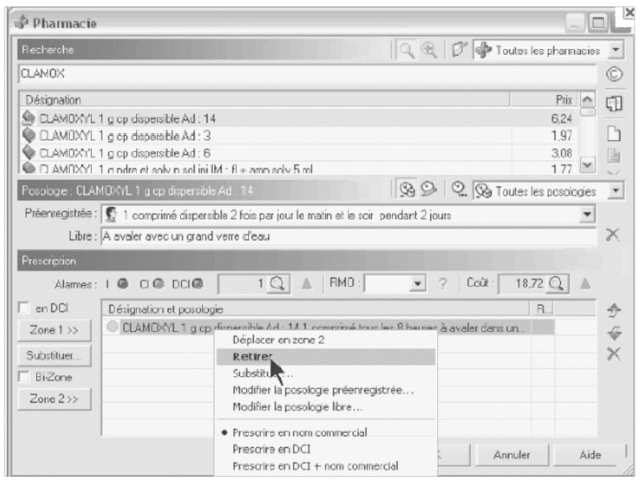 Pharmacie
Recherche
Toutes les pharmacies
CLAMOX
Désignation Prix
CLAMOXYL 1 g cp dispersible Ad : 14 6,24
CLAMOXYL 1 g cp dispersible Ad : 3 1,97
CLAMOXYL 1 g cp dispersible Ad : 6 3,08
CLAMOXYL 1 g pdre et solv p sol inj IM : 6 + amp solv 5 ml 1,77
Posologie : CLAMOXYL 1 g cp dispersible Ad : 14
Toutes les posologies
Préenregistrée : 1 comprimé dispersible 2 fois par jour le matin et le soir pendant 2 jours
Libre : A avaler avec un grand verre d'eau
Prescription
Alarmes : I CI DCI 1 RMO : ? Coût : 18,72
en DCI
Désignation et posologie R...
Zone 1 >>
CLAMOXYL 1 g cp dispersible Ad : 14 1 comprimé tous les 8 heures à avaler dans un...
Déplacer en zone 2
Substituer...
Retirer
Bi-Zone
Modifier la posologie préenregistrée...
Zone 2 >>
Modifier la posologie libre...
Prescrire en nom commercial
Prescrire en DCI
Prescrire en DCI + nom commercial
Annuler
Aide